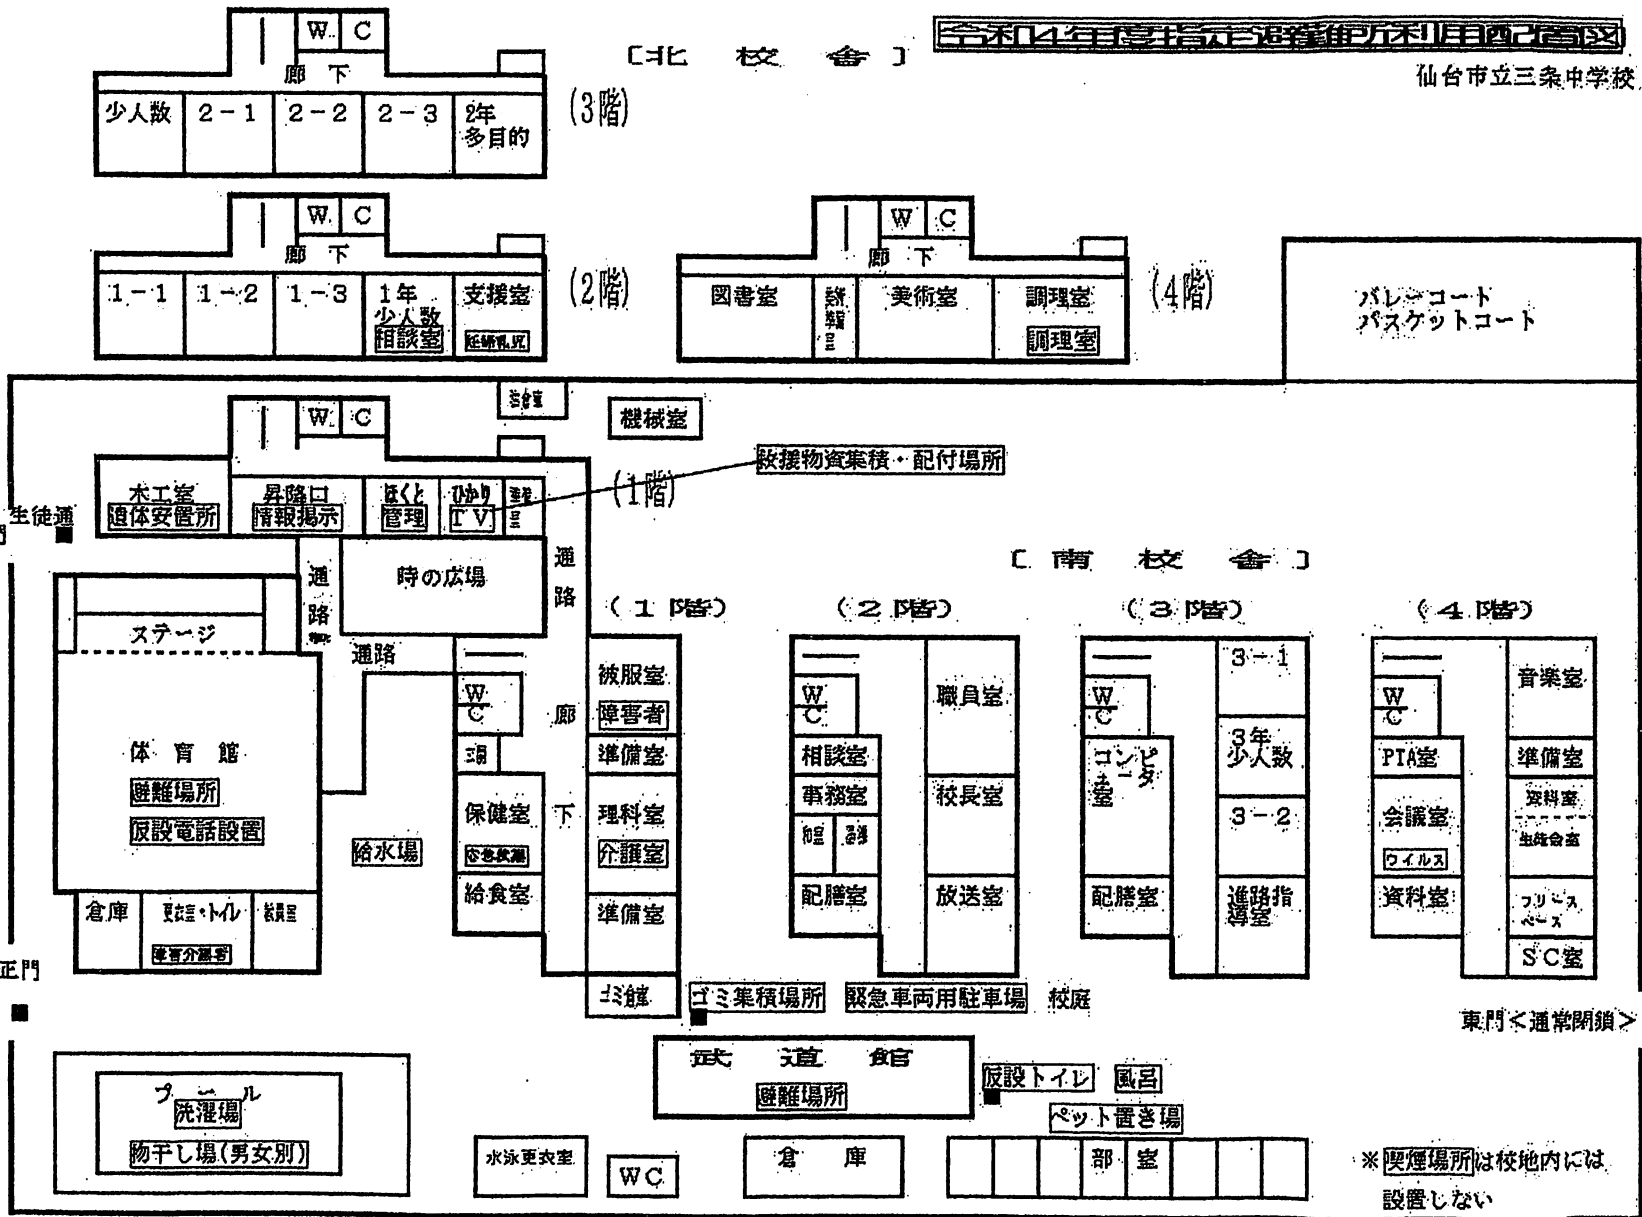 令和4年度指定避難所利用配置図
仙台市立三条中学校
[北 校 舎]
W C
廊 下
少人数 2-1 2-2 2-3 2年
多目的
(3階)
W C
廊 下
1-1 1-2 1-3 1年
少人数
相談室
支援室
(2階)
W C
廊 下
図書室 美術室 調理室
調理室
(4階)
バレーコート
バスケットコート
機械室
W C
救援物資集積・配付場所
(1階)
木工室
遺体安置所
昇降口
情報掲示
ほくと
管理
ひかり
TV
生徒通
門
通路
時の広場
通路
通路
ステージ
体 育 館
避難場所
仮設電話設置
倉庫 更衣室・トイレ
給水場
正門
[南 校 舎]
(1階)
W
C
保健室
給食室
廊 下
被服室
障害者
準備室
理科室
介護室
準備室
(2階)
W
C
相談室
事務室
配膳室
職員室
校長室
放送室
(3階)
W
C
コンピュータ
室
配膳室
3-1
3年
少人数
3-2
進路指
導室
(4階)
W
C
PTA室
会議室
ウイルス
資料室
音楽室
準備室
資料室
生徒会室
フリース
ペース
SC室
ゴミ集積場所
緊急車両用駐車場
校庭
東門<通常閉鎖>
武 道 館
避難場所
仮設トイレ 風呂
ペット置き場
プール
洗濯場
物干し場(男女別)
水泳更衣室
WC
倉 庫
部 室
※喫煙場所は校地内には
設置しない